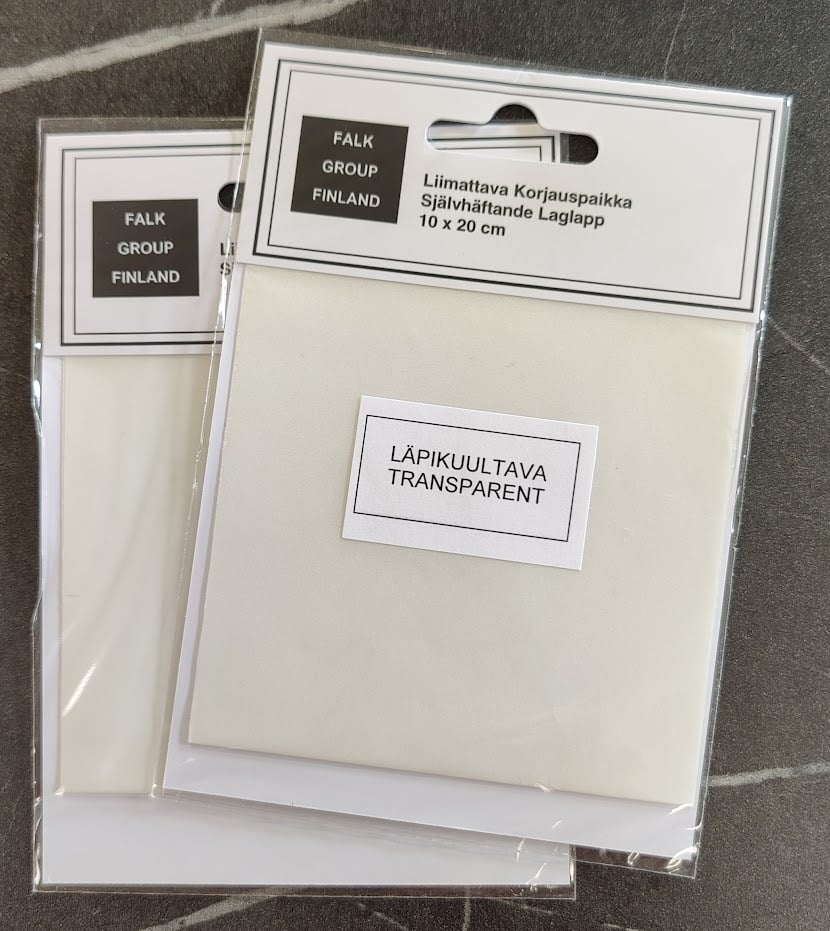 FALK
GROUP
FINLAND
Liimattava Korjauspaikka
Självhäftande Laglapp
10 x 20 cm
LÄPIKUULTAVA
TRANSPARENT
FALK
GROUP
FINLAND